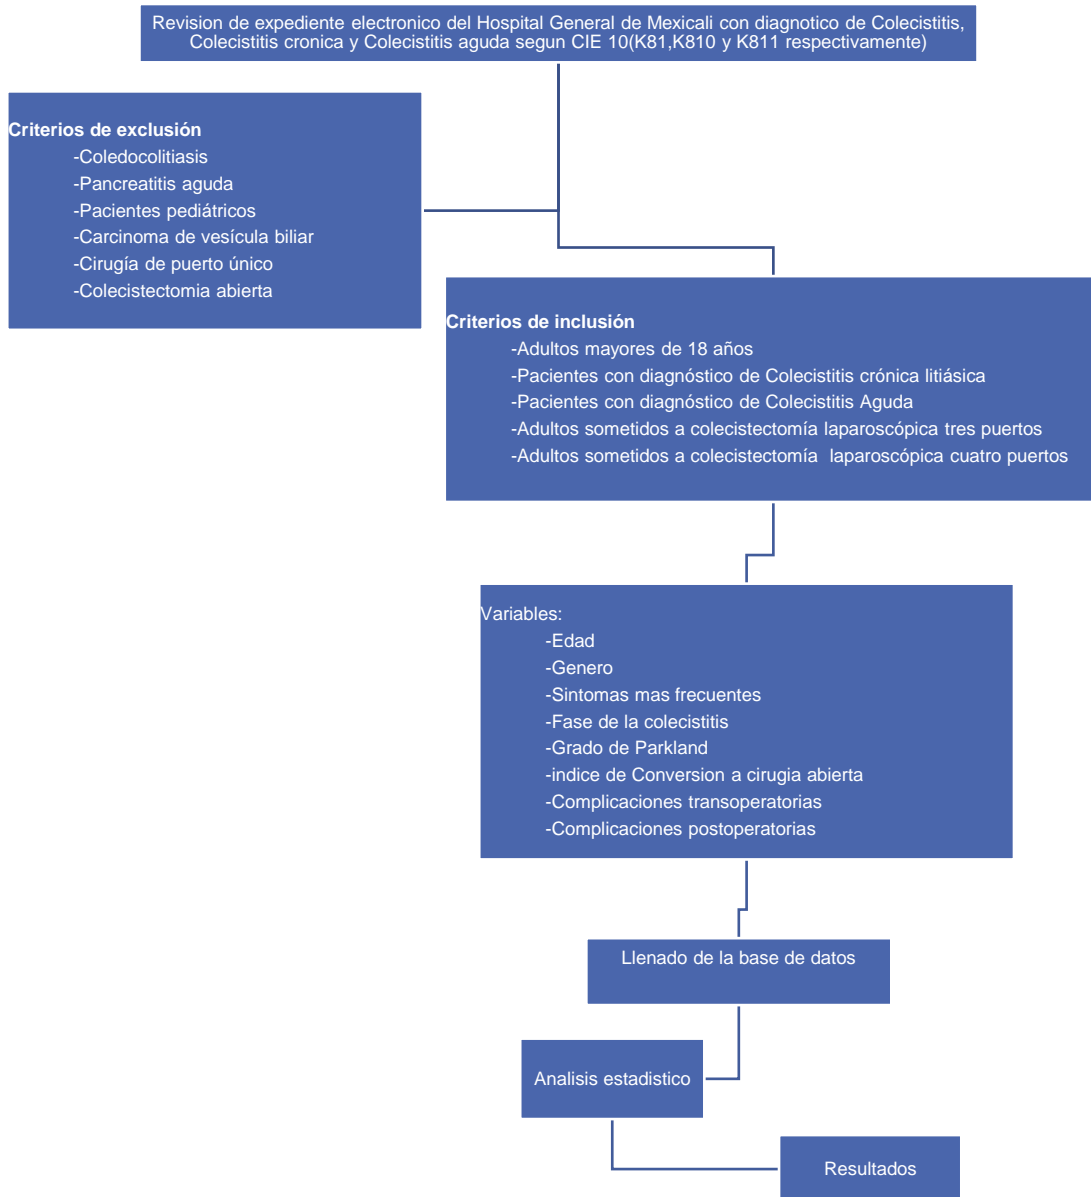 Revision de expediente electronico del Hospital General de Mexicali con diagnotico de Colecistitis,
Colecistitis cronica y Colecistitis aguda segun CIE 10(K81,K810 y K811 respectivamente)
Criterios de exclusión
-Coledocolitiasis
-Pancreatitis aguda
-Pacientes pediátricos
-Carcinoma de vesícula biliar
-Cirugía de puerto único
-Colecistectomia abierta
Criterios de inclusión
-Adultos mayores de 18 años
-Pacientes con diagnóstico de Colecistitis crónica litiásica
-Pacientes con diagnóstico de Colecistitis Aguda
-Adultos sometidos a colecistectomía laparoscópica tres puertos
-Adultos sometidos a colecistectomía laparoscópica cuatro puertos
Variables:
-Edad
-Genero
-Sintomas mas frecuentes
-Fase de la colecistitis
-Grado de Parkland
-indice de Conversion a cirugia abierta
-Complicaciones transoperatorias
-Complicaciones postoperatorias
Llenado de la base de datos
Analisis estadistico
Resultados